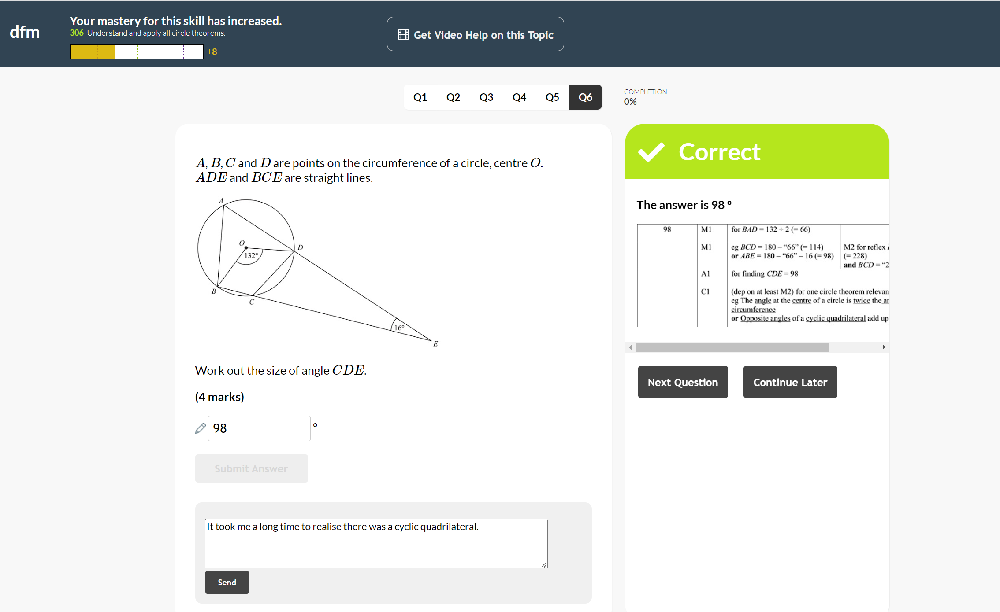 dfm
Your mastery for this skill has increased.
306 Understand and apply all circle theorems.
+8
Get Video Help on this Topic
Q1 Q2 Q3 Q4 Q5 Q6
COMPLETION
0%
A, B, C and D are points on the circumference of a circle, centre O.
ADE and BCE are straight lines.
A
O
D
132°
B
C
16°
E
Work out the size of angle CDE.
(4 marks)
98 °
Submit Answer
It took me a long time to realise there was a cyclic quadrilateral.
Send
Correct
The answer is 98 °
98 M1 for BAD = 132 ÷ 2 (= 66)
M1 eg BCD = 180 – “66” (= 114) M2 for reflex
or ABE = 180 – “66” – 16 (= 98) (= 228)
and BCD = “2
A1 for finding CDE = 98
C1 (dep on at least M2) for one circle theorem relevan
eg The angle at the centre of a circle is twice the
circumference
or Opposite angles of a cyclic quadrilateral add up
Next Question Continue Later